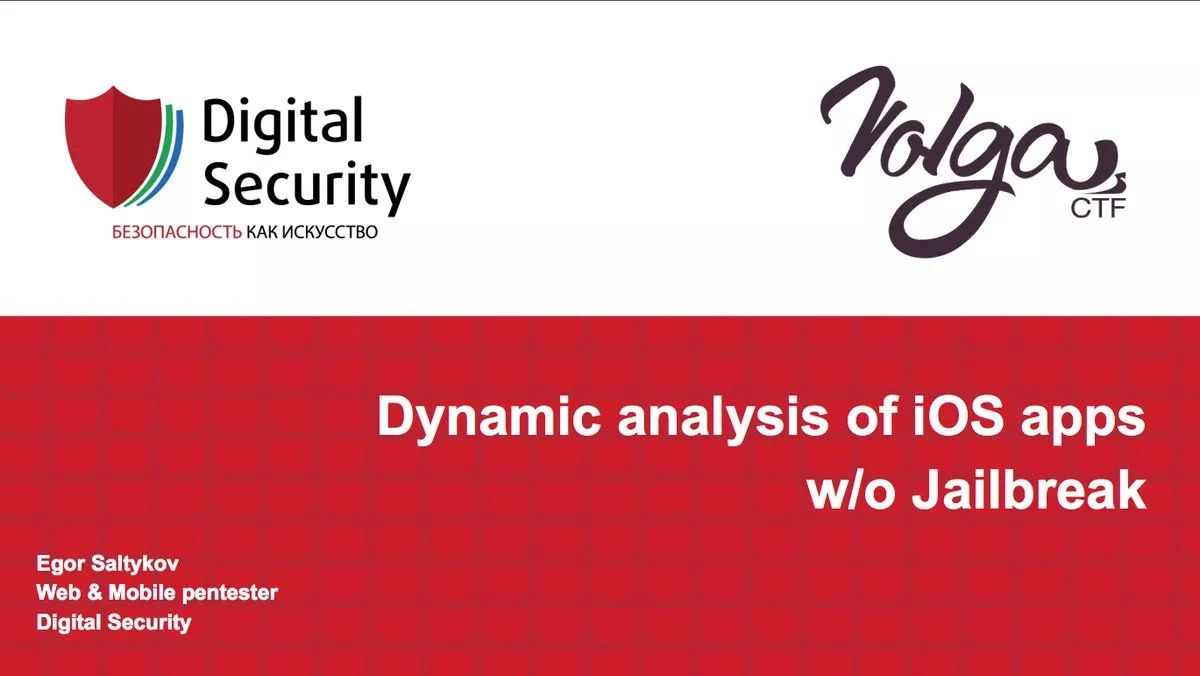 Digital
Security
БЕЗОПАСНОСТЬ КАК ИСКУССТВО
Volga
CTF
Dynamic analysis of iOS apps
w/o Jailbreak
Egor Saltykov
Web & Mobile pentester
Digital Security